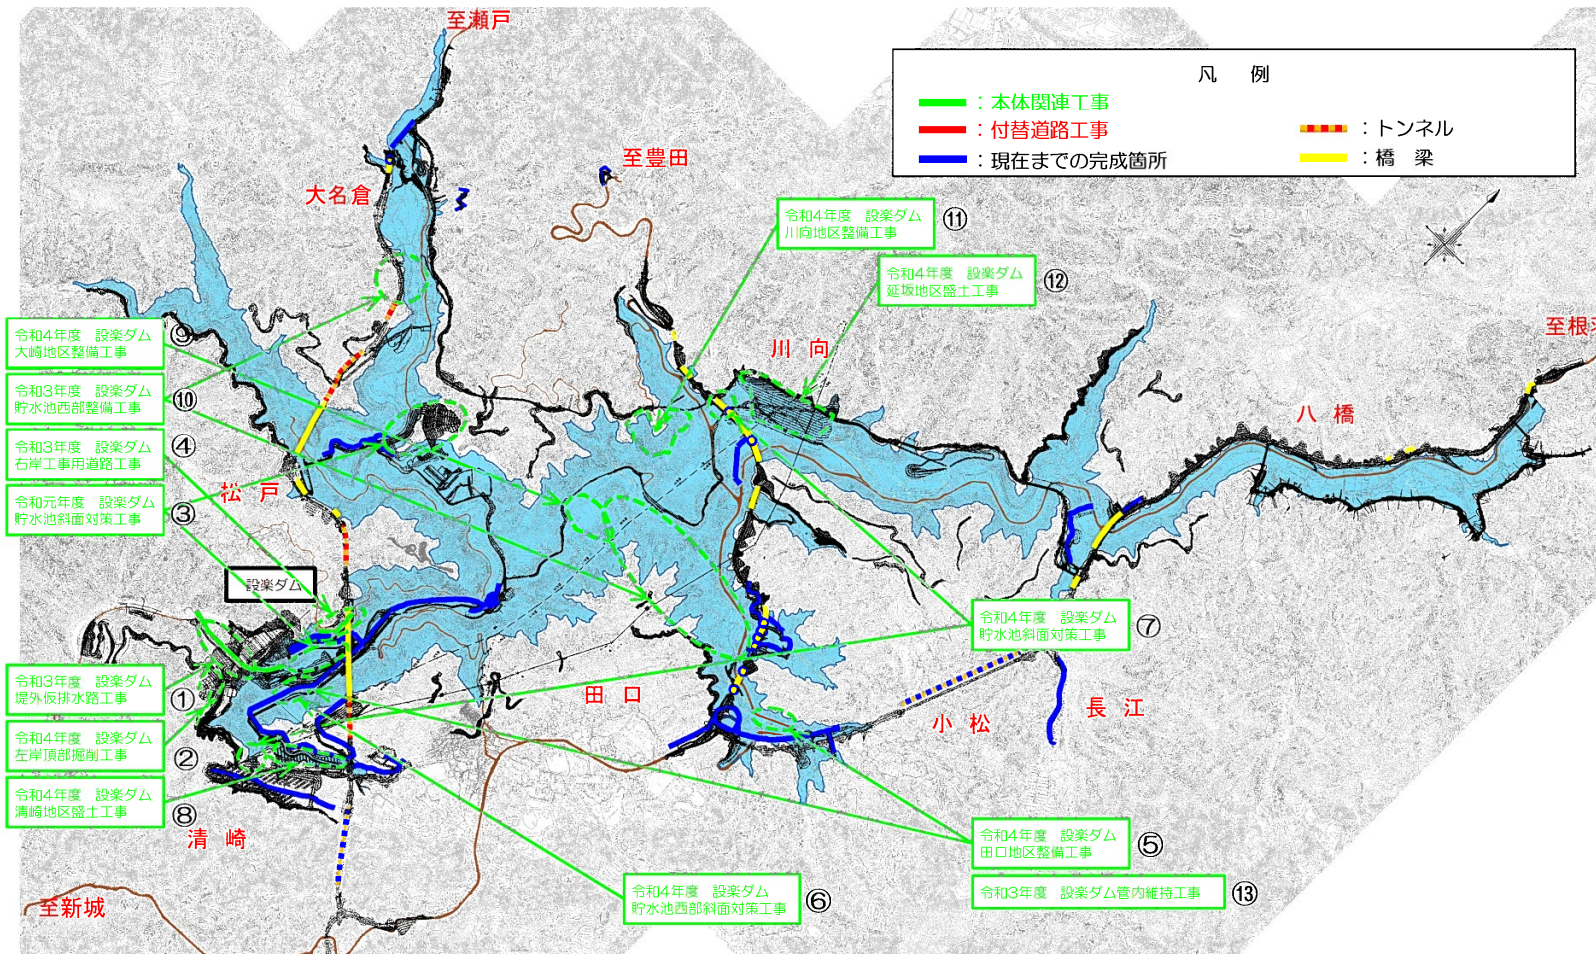 至瀬戸
凡　例
：本体関連工事
：付替道路工事
：現在までの完成箇所
：トンネル
：橋　梁
至豊田
大名倉
令和4年度　設楽ダム
川向地区整備工事
⑪
令和4年度　設楽ダム
延坂地区盛土工事
⑫
至根
川　向
八　橋
令和4年度　設楽ダム
大崎地区整備工事
⑨
令和3年度　設楽ダム
貯水池西部整備工事
⑩
令和3年度　設楽ダム
右岸工事用道路工事
④
令和元年度　設楽ダム
貯水池斜面対策工事
③
松　戸
設楽ダム
令和3年度　設楽ダム
堤外仮排水路工事
①
令和4年度　設楽ダム
左岸頂部掘削工事
②
令和4年度　設楽ダム
清崎地区盛土工事
⑧
清　崎
田　口
小　松
長　江
令和4年度　設楽ダム
貯水池斜面対策工事
⑦
令和4年度　設楽ダム
田口地区整備工事
⑤
令和4年度　設楽ダム
貯水池西部斜面対策工事
⑥
令和3年度　設楽ダム管内維持工事
⑬
至新城